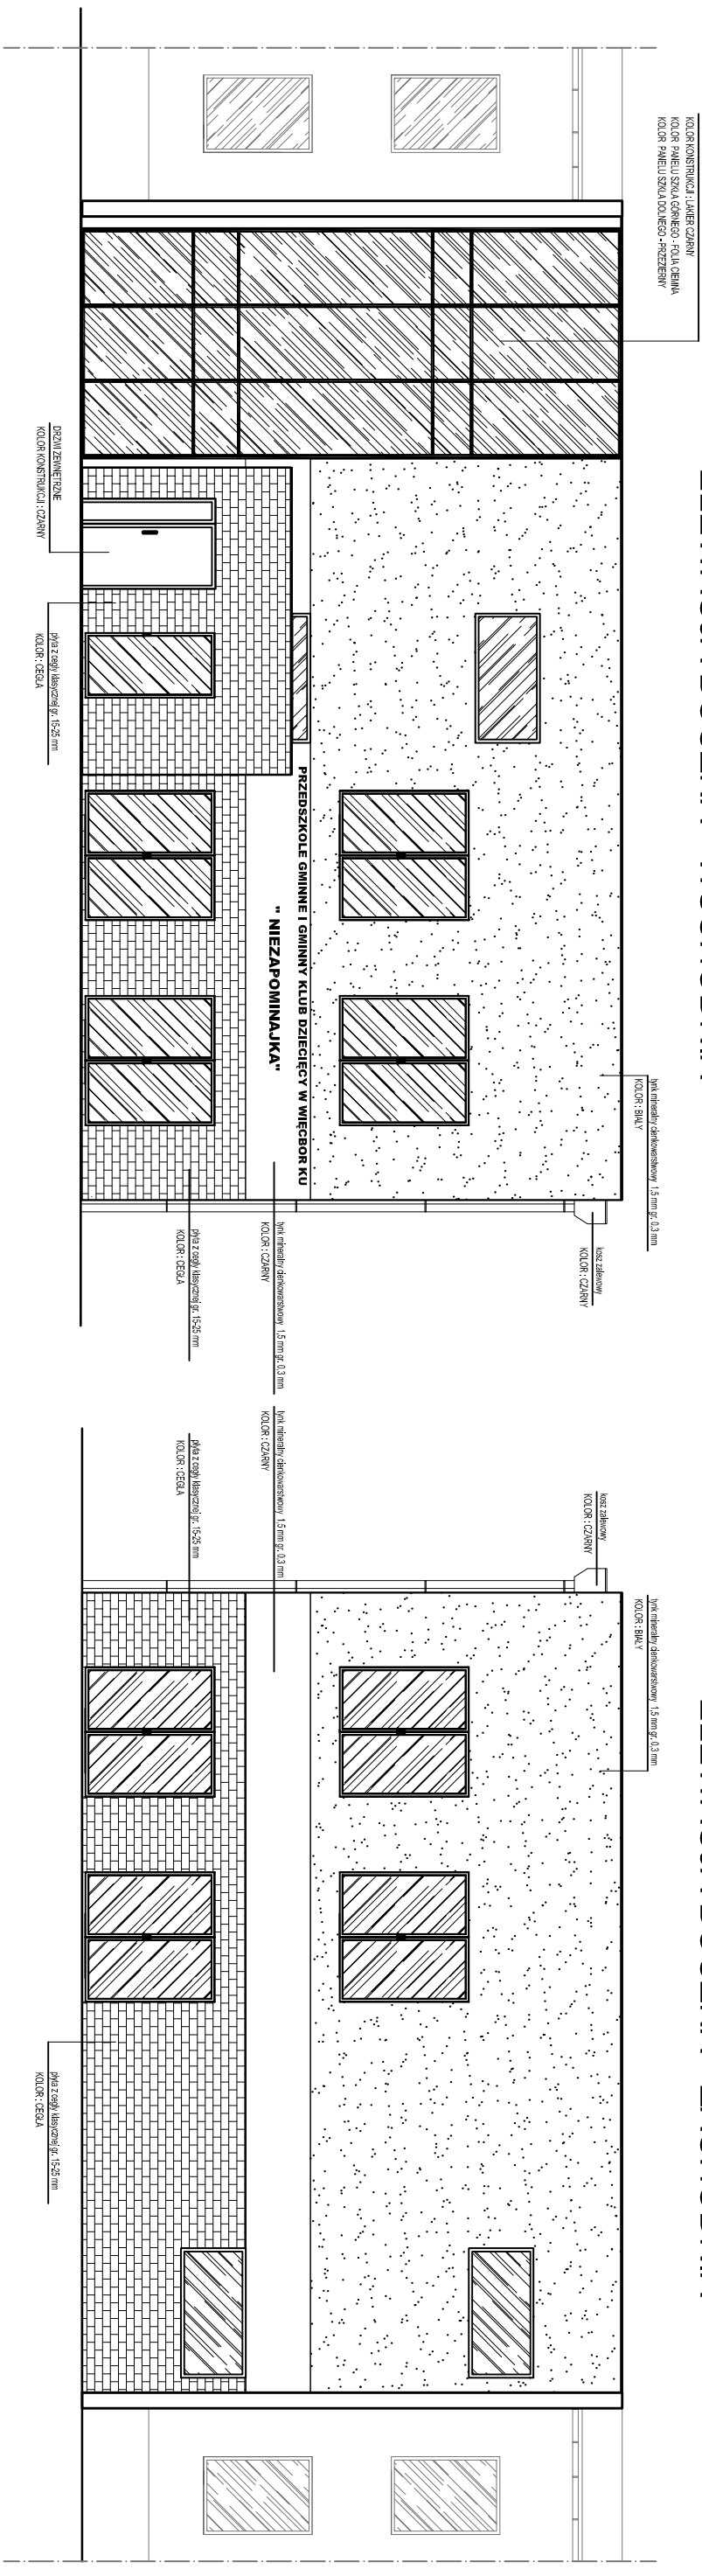 KOLOR KONSTRUKCJI : LAKIER CZARNY
KOLOR PANELU SZKŁA GÓRNEGO - FOLIA CIEMNA
KOLOR PANELU SZKŁA DOLNEGO - PRZEZIERNY
DRZWI ZEWNĘTRZNE
KOLOR KONSTRUKCJI : CZARNY
płyta z cegły klasycznej gr. 15-25 mm
KOLOR : CEGŁA
PRZEDSZKOLE GMINNE I GMINNY KLUB DZIECIĘCY W WIĘCBORKU
" NIEZAPOMINAJKA"
tynk mineralny cienkowarstwowy 1,5 mm gr. 0,3 mm
KOLOR : BIAŁY
kosz zalewowy
KOLOR : CZARNY
tynk mineralny cienkowarstwowy 1,5 mm gr. 0,3 mm
KOLOR : CZARNY
płyta z cegły klasycznej gr. 15-25 mm
KOLOR : CEGŁA
kosz zalewowy
KOLOR : CZARNY
tynk mineralny cienkowarstwowy 1,5 mm gr. 0,3 mm
KOLOR : BIAŁY
tynk mineralny cienkowarstwowy 1,5 mm gr. 0,3 mm
KOLOR : CZARNY
płyta z cegły klasycznej gr. 15-25 mm
KOLOR : CEGŁA
płyta z cegły klasycznej gr. 15-25 mm
KOLOR : CEGŁA